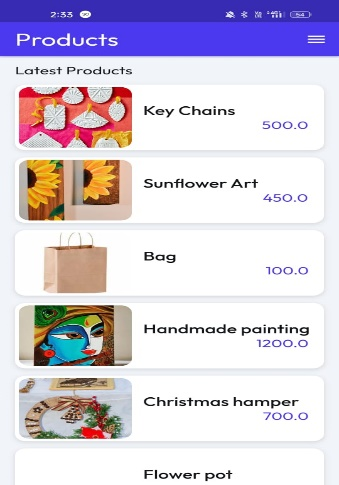 2:33
54
Products
Latest Products
Key Chains
500.0
Sunflower Art
450.0
Bag
100.0
Handmade painting
1200.0
Christmas hamper
700.0
Flower pot